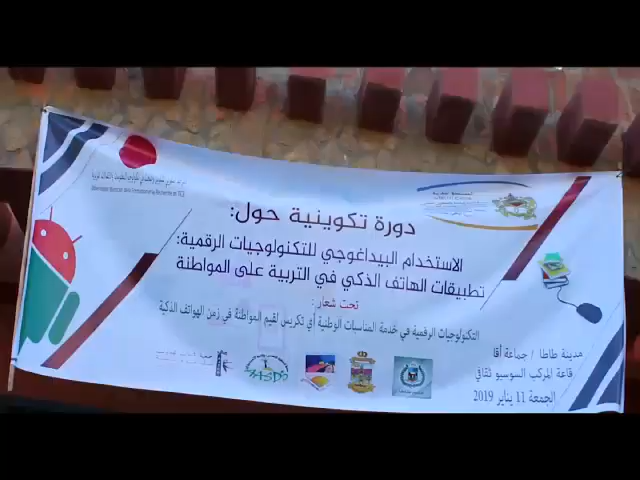 دورة تكوينية حول:
الاستخدام البيداغوجي للتكنولوجيات الرقمية:
تطبيقات الهاتف الذكي في التربية على المواطنة
تحت شعار :
التكنولوجيات الرقمية في خدمة المناسبات الوطنية أي تكريس لقيم المواطنة في زمن الهواتف الذكية
مدينة طاطا / جماعة أقا
قاعة المركب السوسيو ثقافي
الجمعة 11 يناير 2019